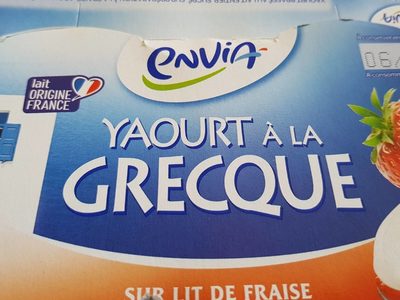 envia
lait
ORIGINE
FRANCE
YAOURT À LA
GRECQUE
SUR LIT DE FRAISE